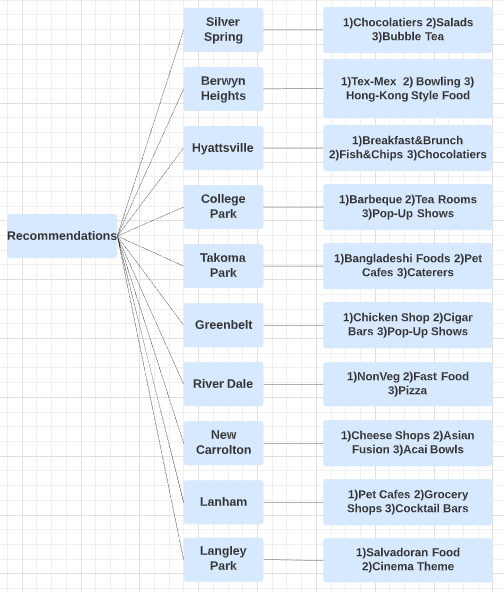 Silver
Spring
1)Chocolatiers 2)Salads
3)Bubble Tea
Berwyn
Heights
1)Tex-Mex  2) Bowling 3)
Hong-Kong Style Food
Hyattsville
1)Breakfast&Brunch
2)Fish&Chips 3)Chocolatiers
College
Park
1)Barbeque 2)Tea Rooms
3)Pop-Up Shows
Recommendations
Takoma
Park
1)Bangladeshi Foods 2)Pet
Cafes 3)Caterers
Greenbelt
1)Chicken Shop 2)Cigar
Bars 3)Pop-Up Shows
River Dale
1)NonVeg 2)Fast Food
3)Pizza
New
Carrolton
1)Cheese Shops 2)Asian
Fusion 3)Acai Bowls
Lanham
1)Pet Cafes 2)Grocery
Shops 3)Cocktail Bars
Langley
Park
1)Salvadoran Food
2)Cinema Theme